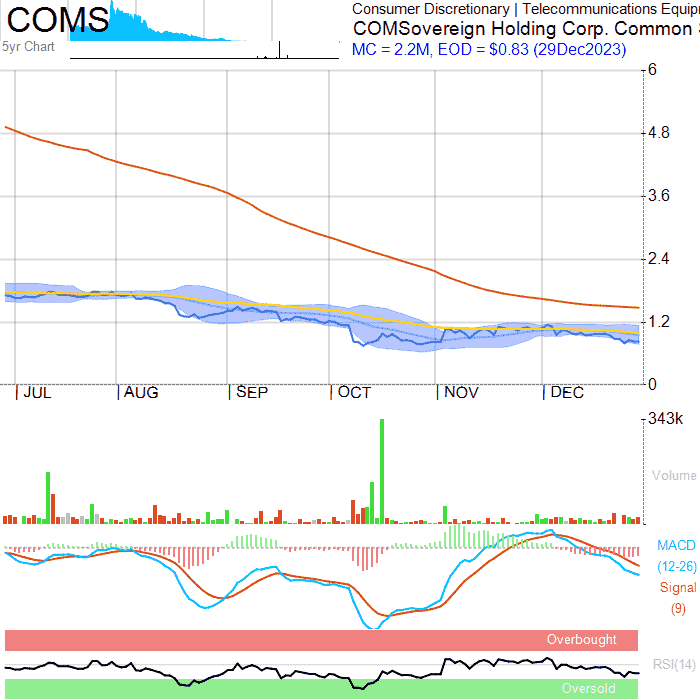 COMS
5yr Chart
Consumer Discretionary | Telecommunications Equip
COMSovereign Holding Corp. Common
MC = 2.2M, EOD = $0.83 (29Dec2023)
6
4.8
3.6
2.4
1.2
0
JUL AUG SEP OCT NOV DEC
343k
Volume
MACD
(12-26)
Signal
(9)
Overbought
RSI(14)
Oversold